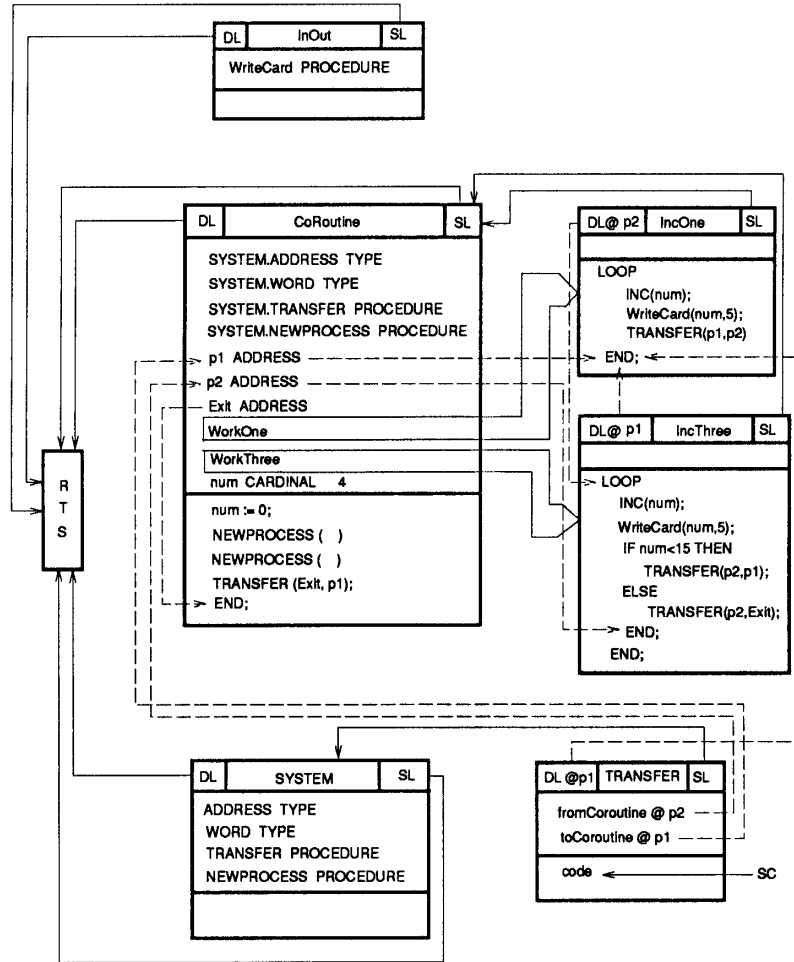 DL InOut SL
WriteCard PROCEDURE
DL CoRoutine SL
SYSTEM.ADDRESS TYPE
SYSTEM.WORD TYPE
SYSTEM.TRANSFER PROCEDURE
SYSTEM.NEWPROCESS PROCEDURE
p1 ADDRESS
p2 ADDRESS
Exit ADDRESS
WorkOne
WorkThree
num CARDINAL 4
num := 0;
NEWPROCESS ( )
NEWPROCESS ( )
TRANSFER (Exit, p1);
END;
DL@ p2 IncOne SL
LOOP
INC(num);
WriteCard(num,5);
TRANSFER(p1,p2)
END;
DL@ p1 IncThree SL
LOOP
INC(num);
WriteCard(num,5);
IF num<15 THEN
TRANSFER(p2,p1);
ELSE
TRANSFER(p2,Exit);
END;
END;
R
T
S
DL SYSTEM SL
ADDRESS TYPE
WORD TYPE
TRANSFER PROCEDURE
NEWPROCESS PROCEDURE
DL @p1 TRANSFER SL
fromCoroutine @ p2
toCoroutine @ p1
code SC